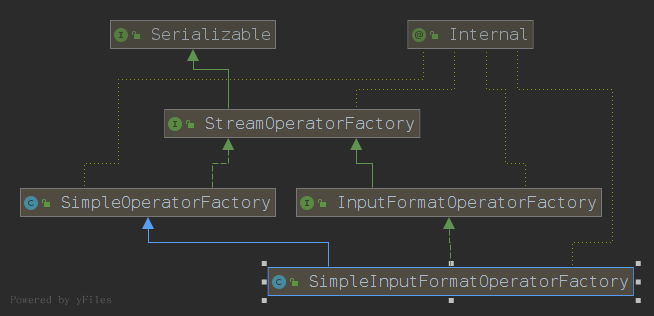 Serializable
Internal
StreamOperatorFactory
SimpleOperatorFactory
InputFormatOperatorFactory
SimpleInputFormatOperatorFactory
Powered by yFiles